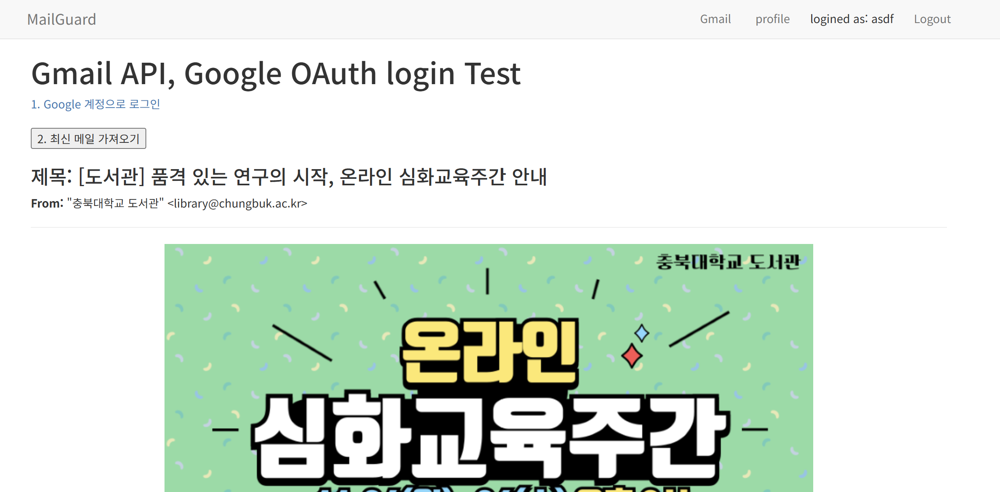 MailGuard
Gmail profile logined as: asdf Logout
Gmail API, Google OAuth login Test
1. Google 계정으로 로그인
2. 최신 메일 가져오기
제목: [도서관] 품격 있는 연구의 시작, 온라인 심화교육주간 안내
From: "충북대학교 도서관" <library@chungbuk.ac.kr>
충북대학교 도서관
온라인
심화교육주간